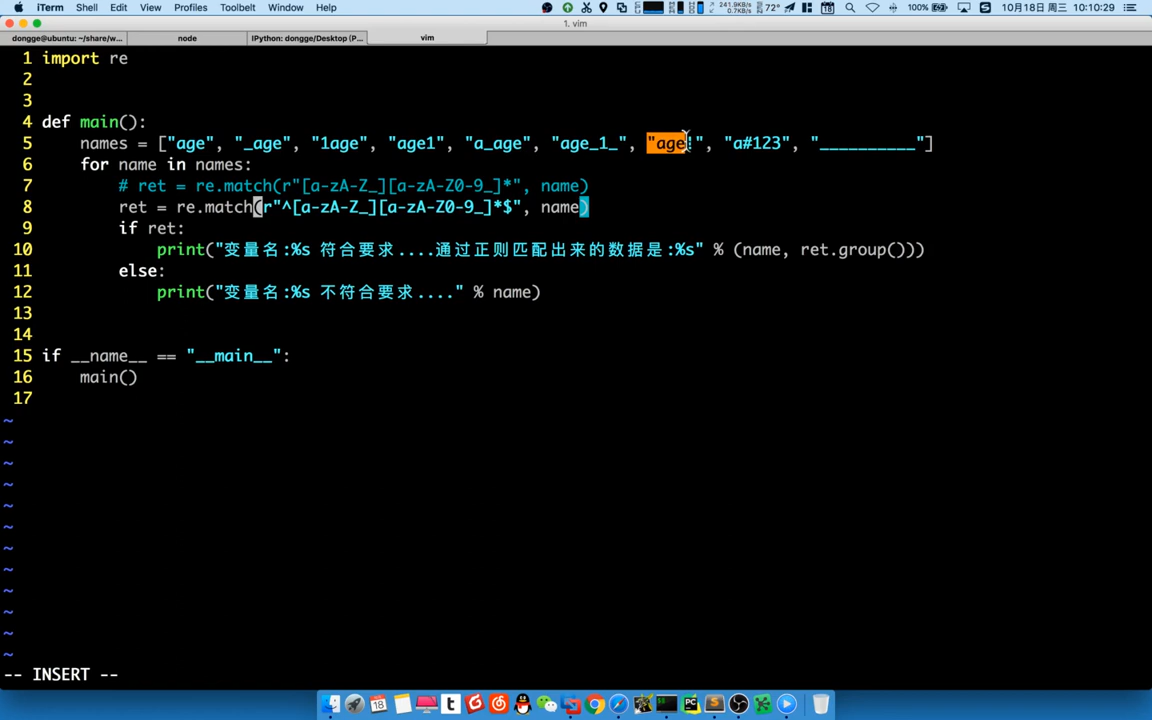 iTerm Shell Edit View Profiles Toolbelt Window Help 241.9KB/s 0.7KB/s 72° 100% 10月18日 周三 10:10:29
1. vim
dongge@ubuntu: ~/share/w... node IPython: dongge/Desktop (P... vim
1 import re
2
3
4 def main():
5 names = ["age", "_age", "1age", "age1", "a_age", "age_1_", "age!", "a#123", "__________"]
6 for name in names:
7 # ret = re.match(r"[a-zA-Z_][a-zA-Z0-9_]*", name)
8 ret = re.match(r"^[a-zA-Z_][a-zA-Z0-9_]*$", name)
9 if ret:
10 print("变量名:%s 符合要求....通过正则匹配出来的数据是:%s" % (name, ret.group()))
11 else:
12 print("变量名:%s 不符合要求...." % name)
13
14
15 if __name__ == "__main__":
16 main()
17
~
~
~
~
~
~
~
~
~
~
~
~
-- INSERT --